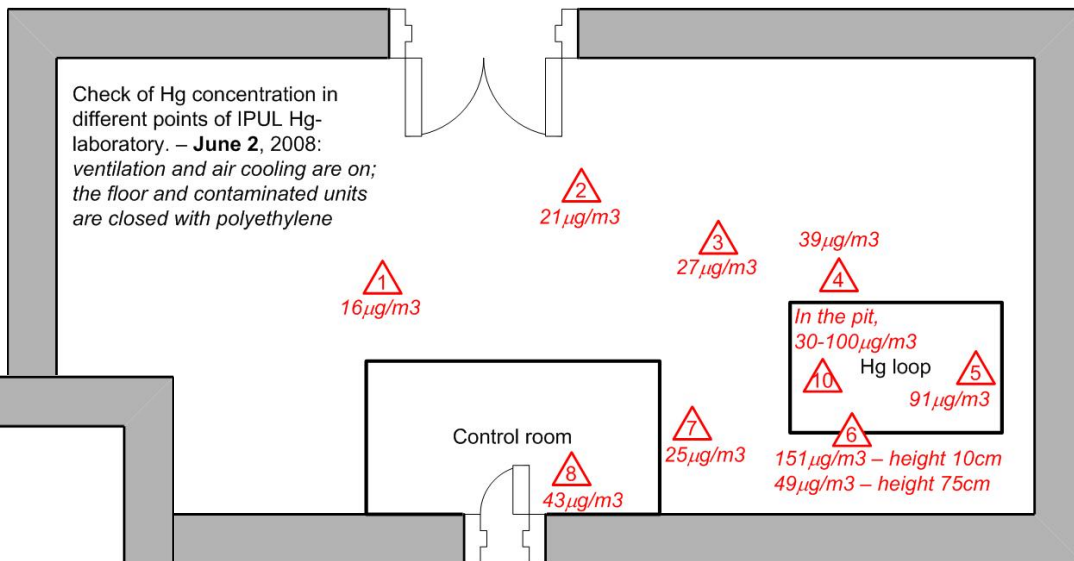 Check of Hg concentration in
different points of IPUL Hg-
laboratory. – June 2, 2008:
ventilation and air cooling are on;
the floor and contaminated units
are closed with polyethylene
2
21μg/m3
3
27μg/m3
39μg/m3
4
1
16μg/m3
In the pit,
30-100μg/m3
Hg loop
10
5
91μg/m3
6
151μg/m3 – height 10cm
49μg/m3 – height 75cm
7
25μg/m3
Control room
8
43μg/m3